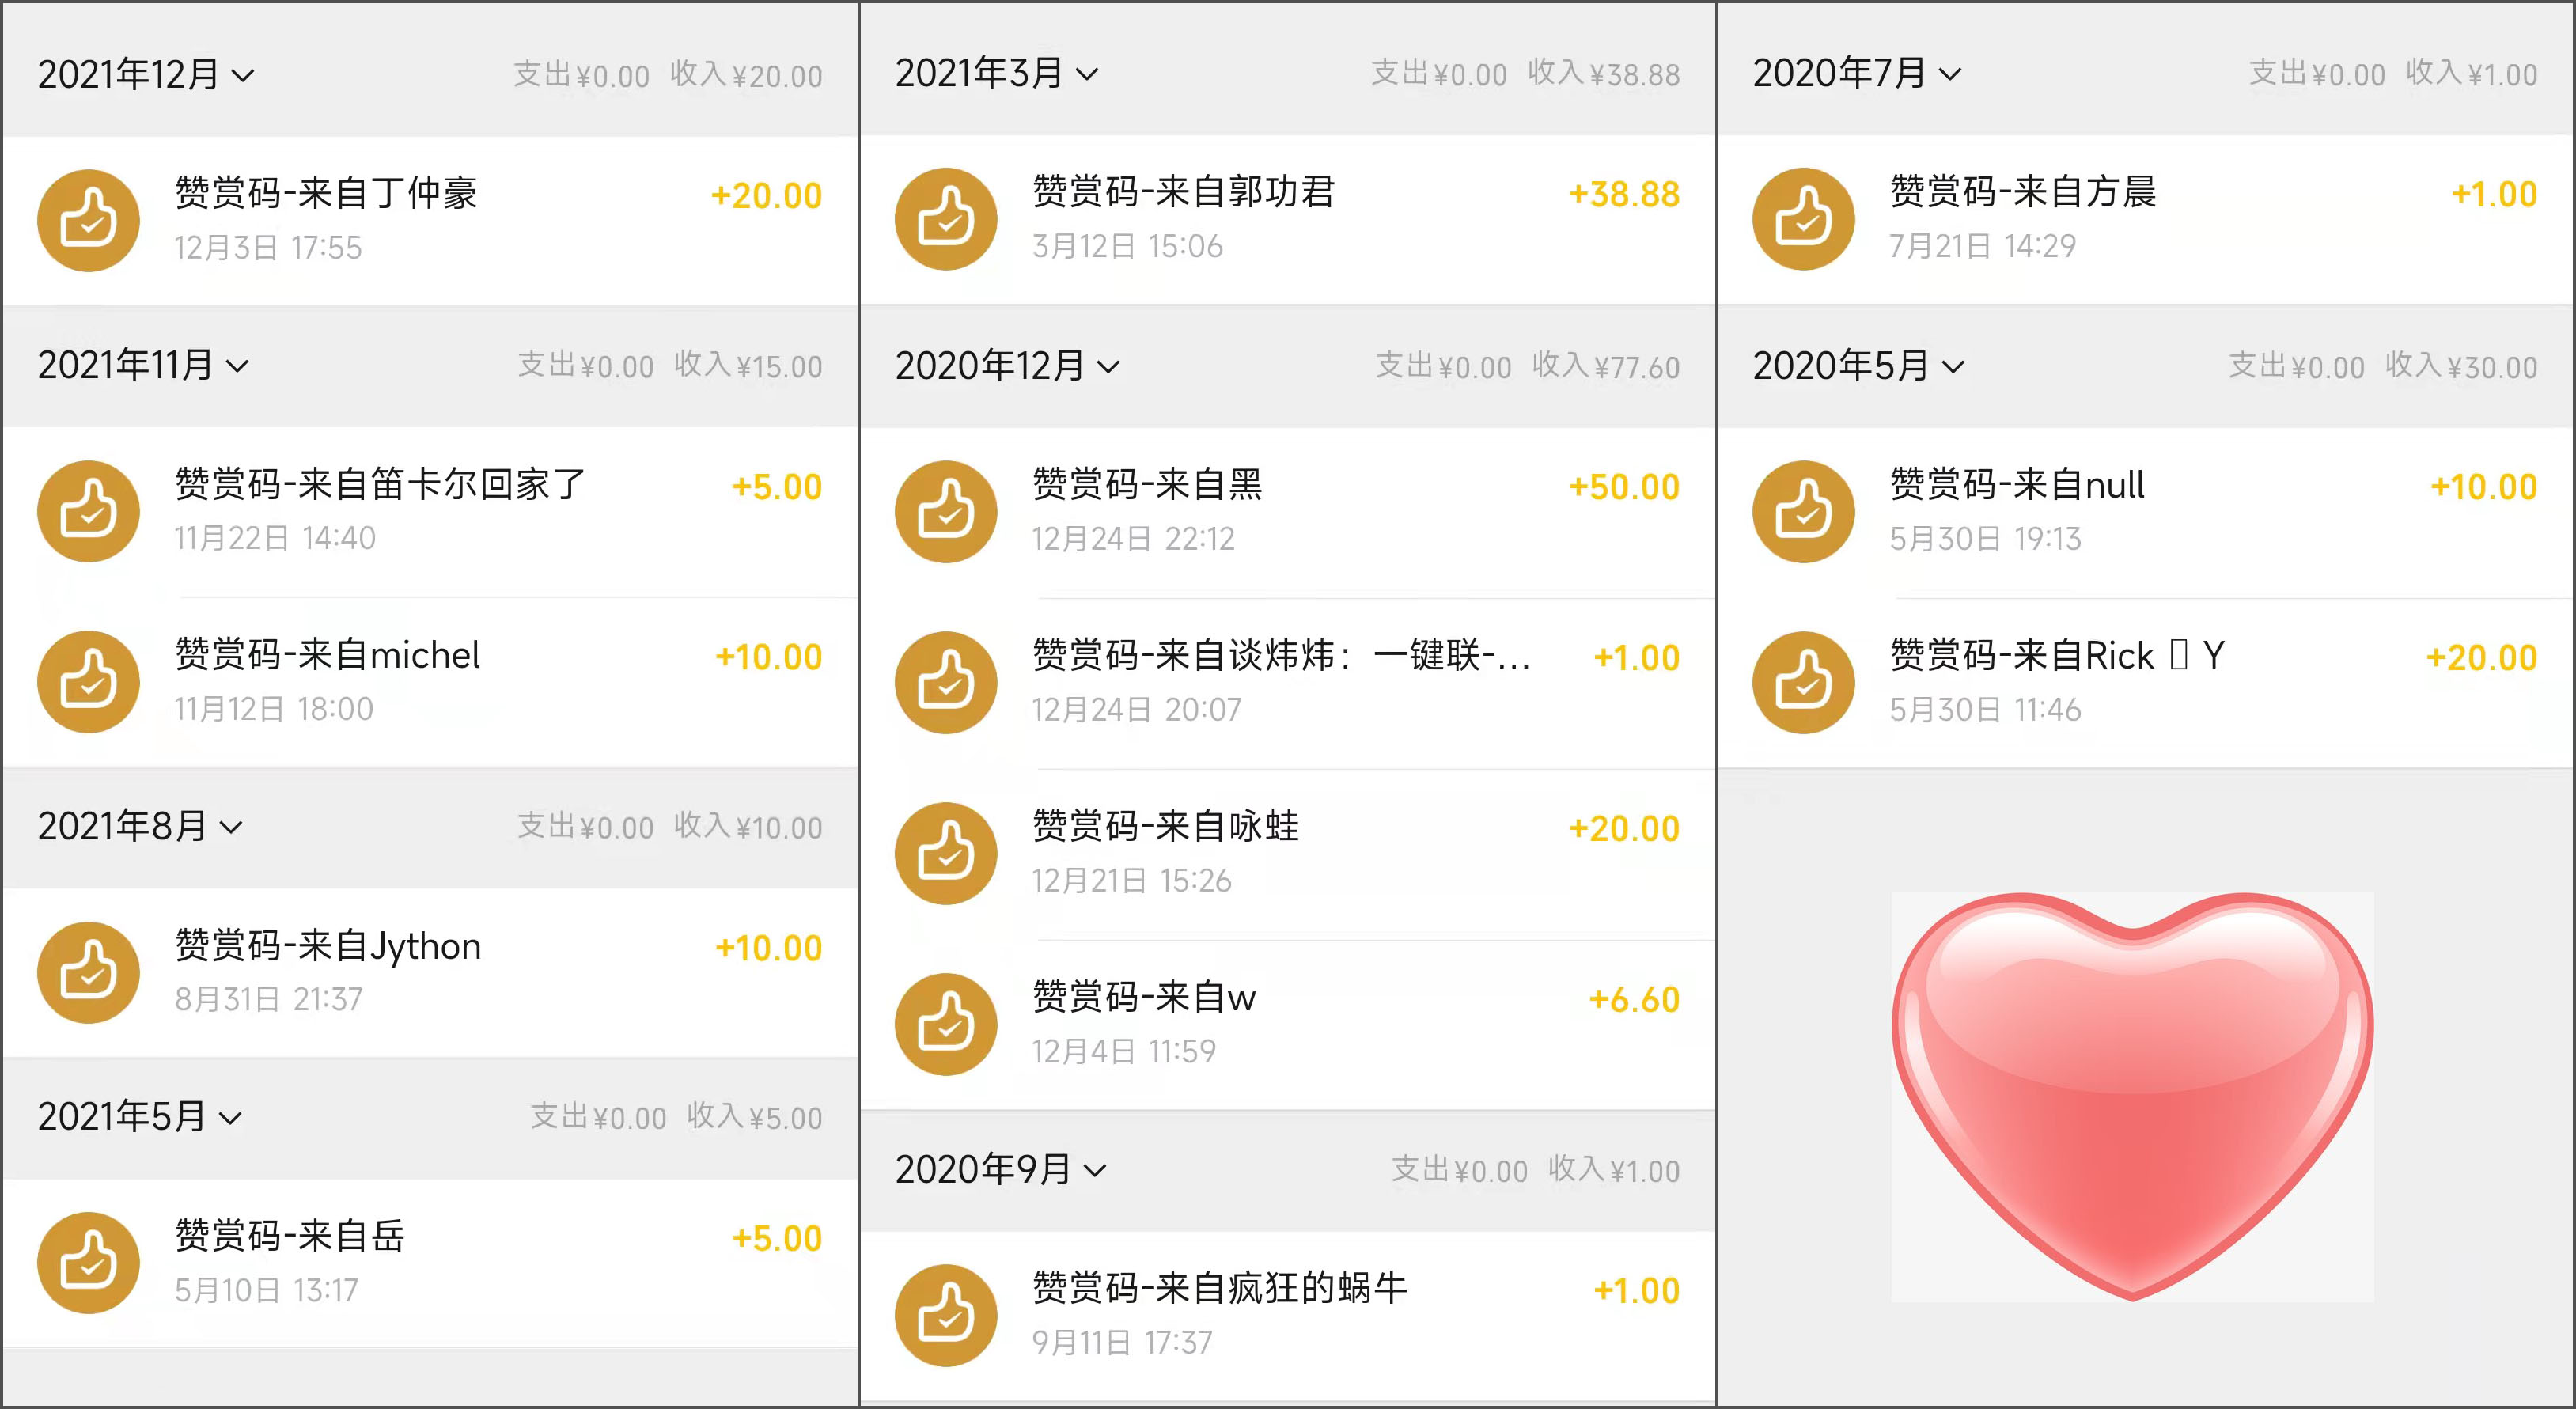 2021年12月 支出¥0.00 收入¥20.00
赞赏码-来自丁仲豪 +20.00
12月3日 17:55
2021年11月 支出¥0.00 收入¥15.00
赞赏码-来自笛卡尔回家了 +5.00
11月22日 14:40
赞赏码-来自michel +10.00
11月12日 18:00
2021年8月 支出¥0.00 收入¥10.00
赞赏码-来自Jython +10.00
8月31日 21:37
2021年5月 支出¥0.00 收入¥5.00
赞赏码-来自岳 +5.00
5月10日 13:17
2021年3月 支出¥0.00 收入¥38.88
赞赏码-来自郭功君 +38.88
3月12日 15:06
2020年12月 支出¥0.00 收入¥77.60
赞赏码-来自黑 +50.00
12月24日 22:12
赞赏码-来自谈炜炜：一键联-... +1.00
12月24日 20:07
赞赏码-来自咏蛙 +20.00
12月21日 15:26
赞赏码-来自w +6.60
12月4日 11:59
2020年9月 支出¥0.00 收入¥1.00
赞赏码-来自疯狂的蜗牛 +1.00
9月11日 17:37
2020年7月 支出¥0.00 收入¥1.00
赞赏码-来自方晨 +1.00
7月21日 14:29
2020年5月 支出¥0.00 收入¥30.00
赞赏码-来自null +10.00
5月30日 19:13
赞赏码-来自Rick ▯ Y +20.00
5月30日 11:46